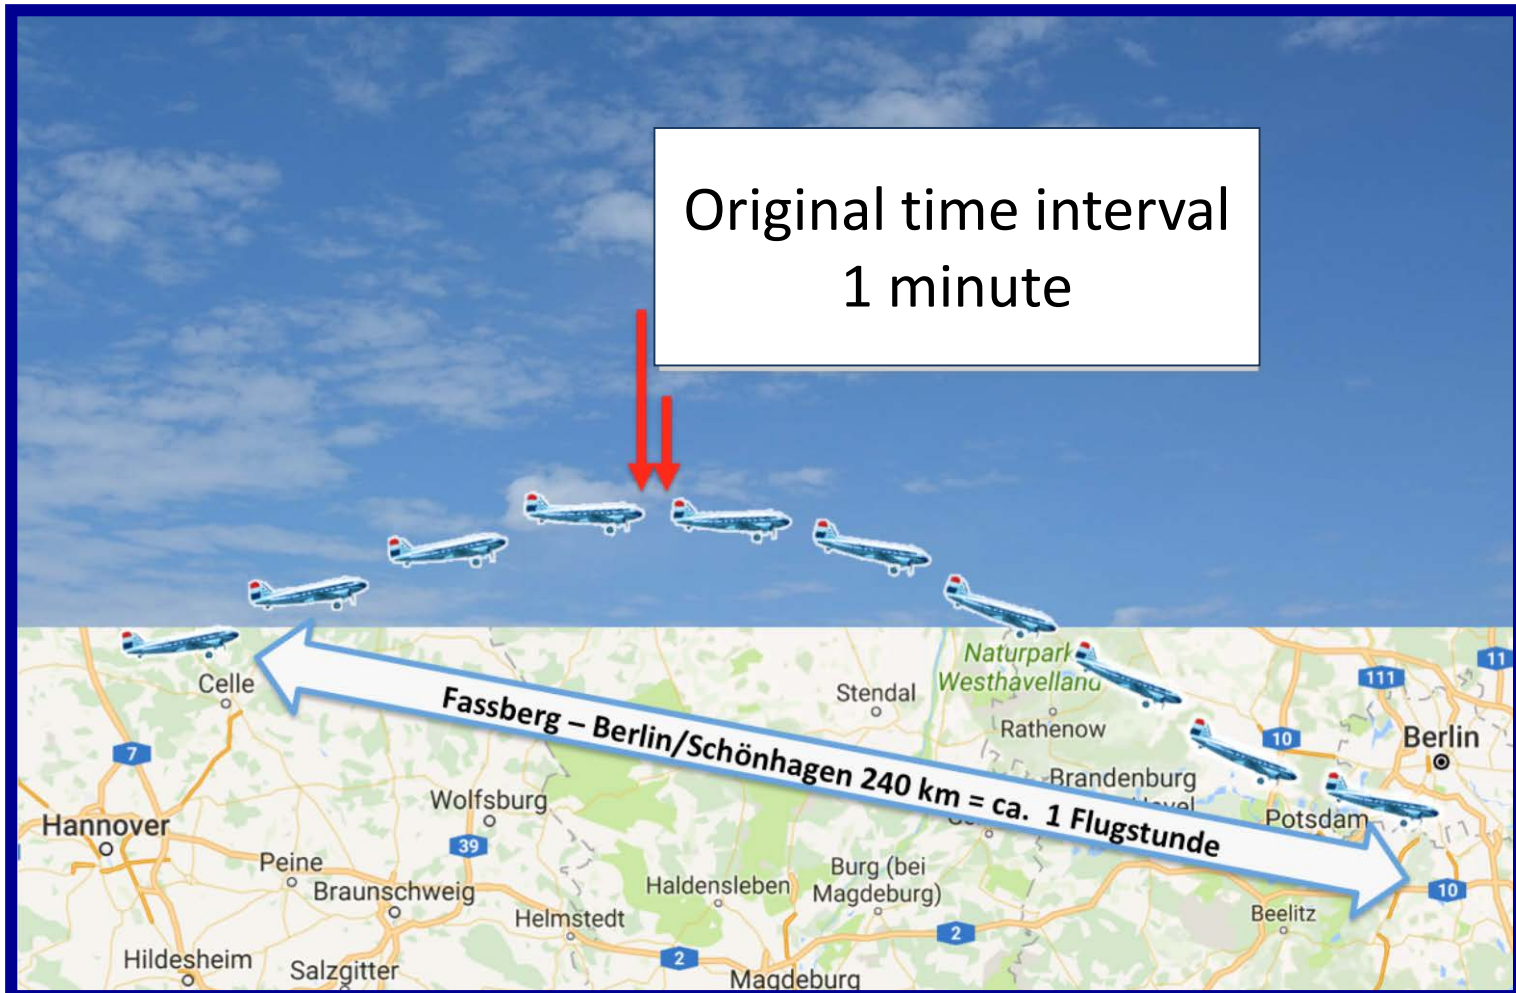 Original time interval
1 minute
Naturpark
Westhavelland
Stendal
Celle
Rathenow
11
111
10
Berlin
7
Fassberg – Berlin/Schönhagen 240 km = ca. 1 Flugstunde
Brandenburg
Wolfsburg
Hannover
39
Potsdam
Peine
Braunschweig
Haldensleben
Burg (bei
Magdeburg)
10
Helmstedt
Beelitz
2
2
Hildesheim
Salzgitter
Magdeburg